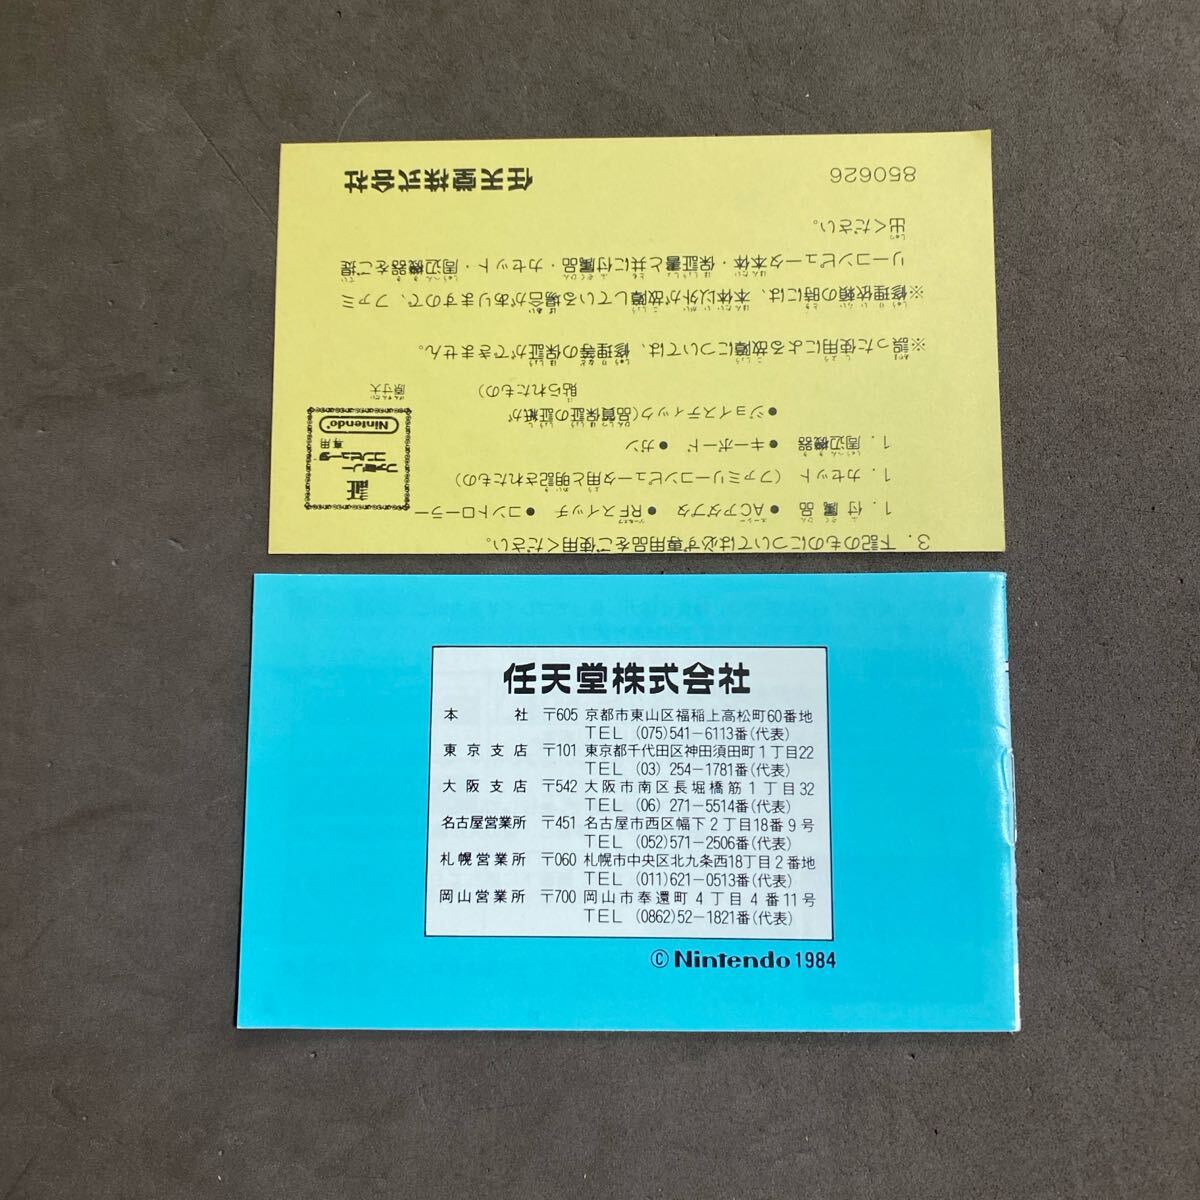 3. 下記のものについては必ず専用品をご使用ください。
1. 付属品 ●ACアダプタ ●RFスイッチ ●コントローラー
1. カセット (ファミリーコンピュータ用と明記されたもの)
1. 周辺機器 ●キーボード ●ガン
●ジョイスティック(品質保証の証紙が
貼られたもの)
証
ファミリー
コンピュータ
専用
Nintendo
原寸大
※誤った使用による故障については、修理等の保証ができません。
※修理依頼の時には、本体以外が故障している場合がありますので、ファミ
リーコンピュータ本体・保証書と共に付属品・カセット・周辺機器をご提
出ください。
850626
任天堂株式会社
任天堂株式会社
本社 〒605 京都市東山区福稲上高松町60番地
TEL (075)541-6113番(代表)
東京支店 〒101 東京都千代田区神田須田町1丁目22
TEL (03) 254-1781番(代表)
大阪支店 〒542 大阪市南区長堀橋筋1丁目32
TEL (06) 271-5514番(代表)
名古屋営業所 〒451 名古屋市西区幅下2丁目18番9号
TEL (052)571-2506番(代表)
札幌営業所 〒060 札幌市中央区北九条西18丁目2番地
TEL (011)621-0513番(代表)
岡山営業所 〒700 岡山市奉還町4丁目4番11号
TEL (0862)52-1821番(代表)
© Nintendo 1984